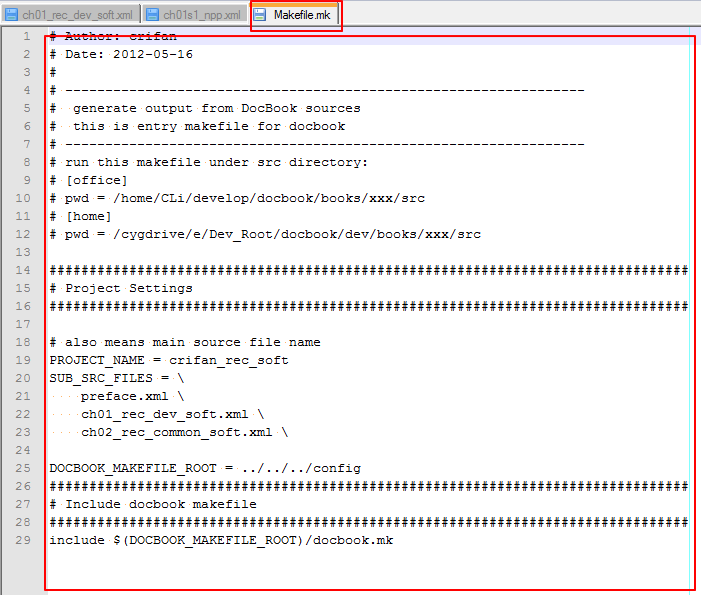 ch01_rec_dev_soft.xml ch01s1_npp.xml Makefile.mk
1 # Author: crifan
2 # Date: 2012-05-16
3 #
4 # -----------------------------------------------------------------
5 #  generate output from DocBook sources
6 #  this is entry makefile for docbook
7 # -----------------------------------------------------------------
8 # run this makefile under src directory:
9 # [office]
10 # pwd = /home/CLi/develop/docbook/books/xxx/src
11 # [home]
12 # pwd = /cygdrive/e/Dev_Root/docbook/dev/books/xxx/src
13
14 ################################################################################
15 # Project Settings
16 ################################################################################
17
18 # also means main source file name
19 PROJECT_NAME = crifan_rec_soft
20 SUB_SRC_FILES = \
21     preface.xml \
22     ch01_rec_dev_soft.xml \
23     ch02_rec_common_soft.xml \
24
25 DOCBOOK_MAKEFILE_ROOT = ../../../config
26 ################################################################################
27 # Include docbook makefile
28 ################################################################################
29 include $(DOCBOOK_MAKEFILE_ROOT)/docbook.mk